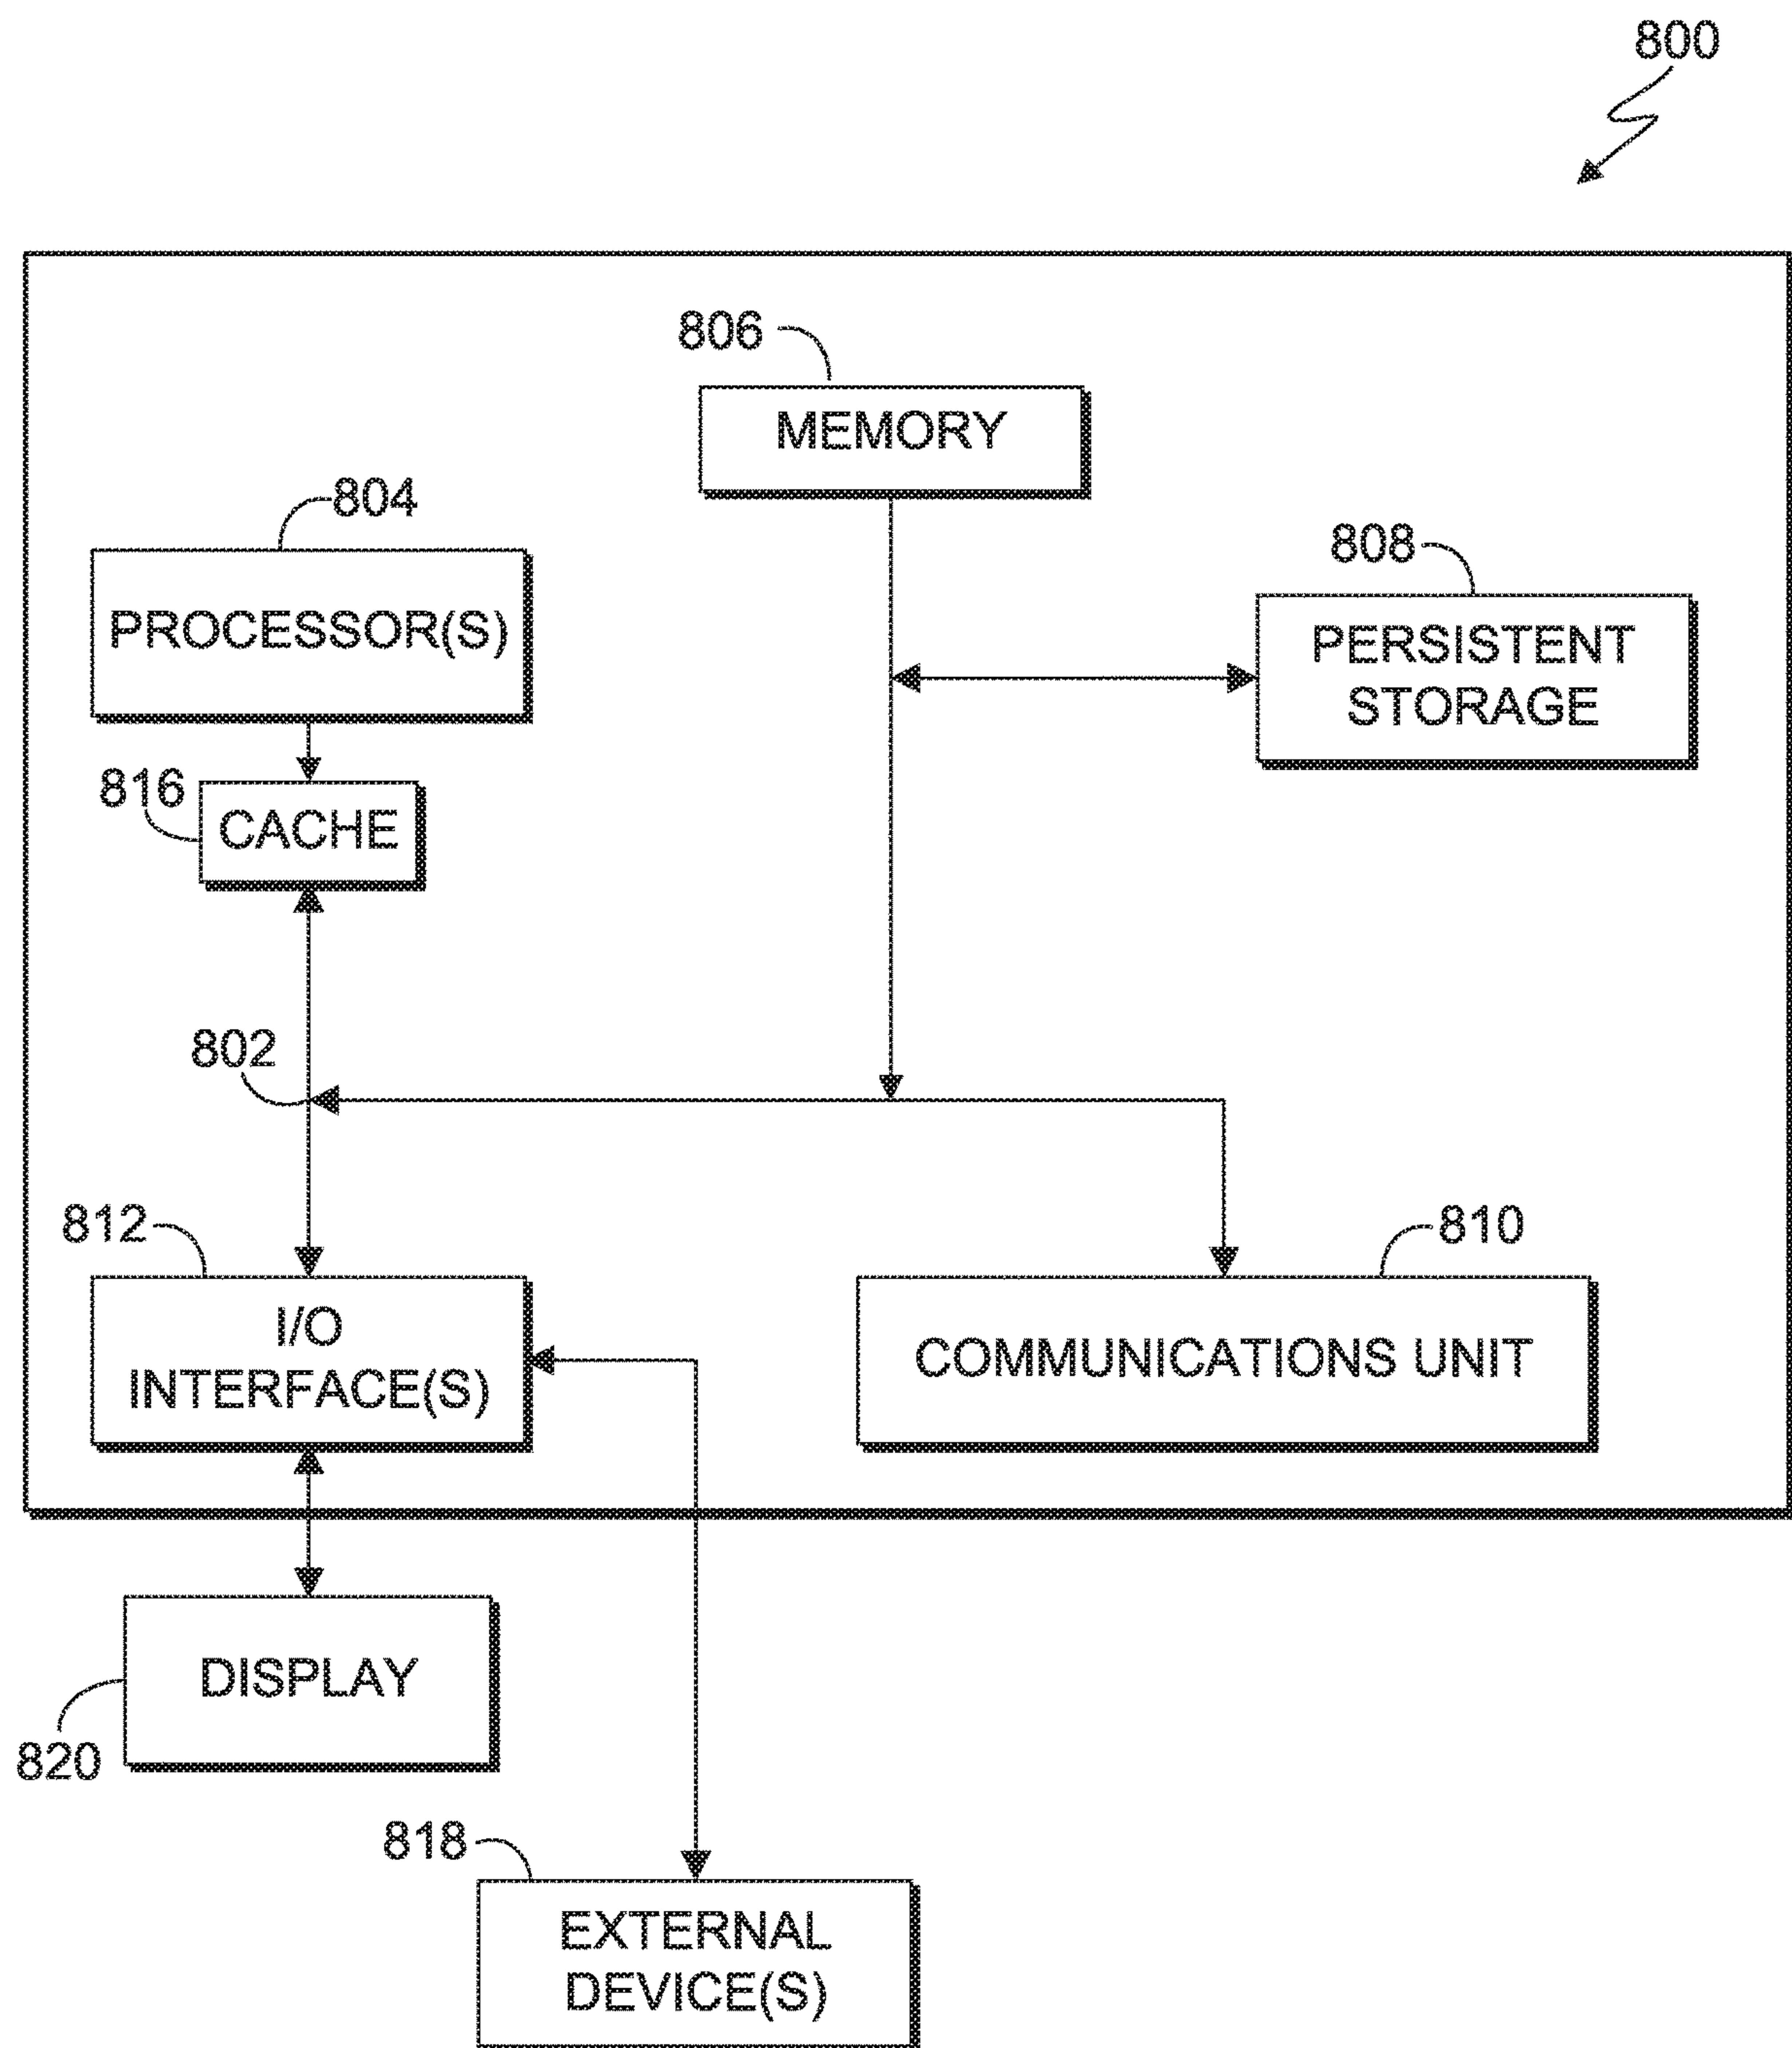 800
806
MEMORY
804
808
PROCESSOR(S)
PERSISTENT
STORAGE
816
CACHE
802
812
810
I/O
INTERFACE(S)
COMMUNICATIONS UNIT
DISPLAY
820
818
EXTERNAL
DEVICE(S)